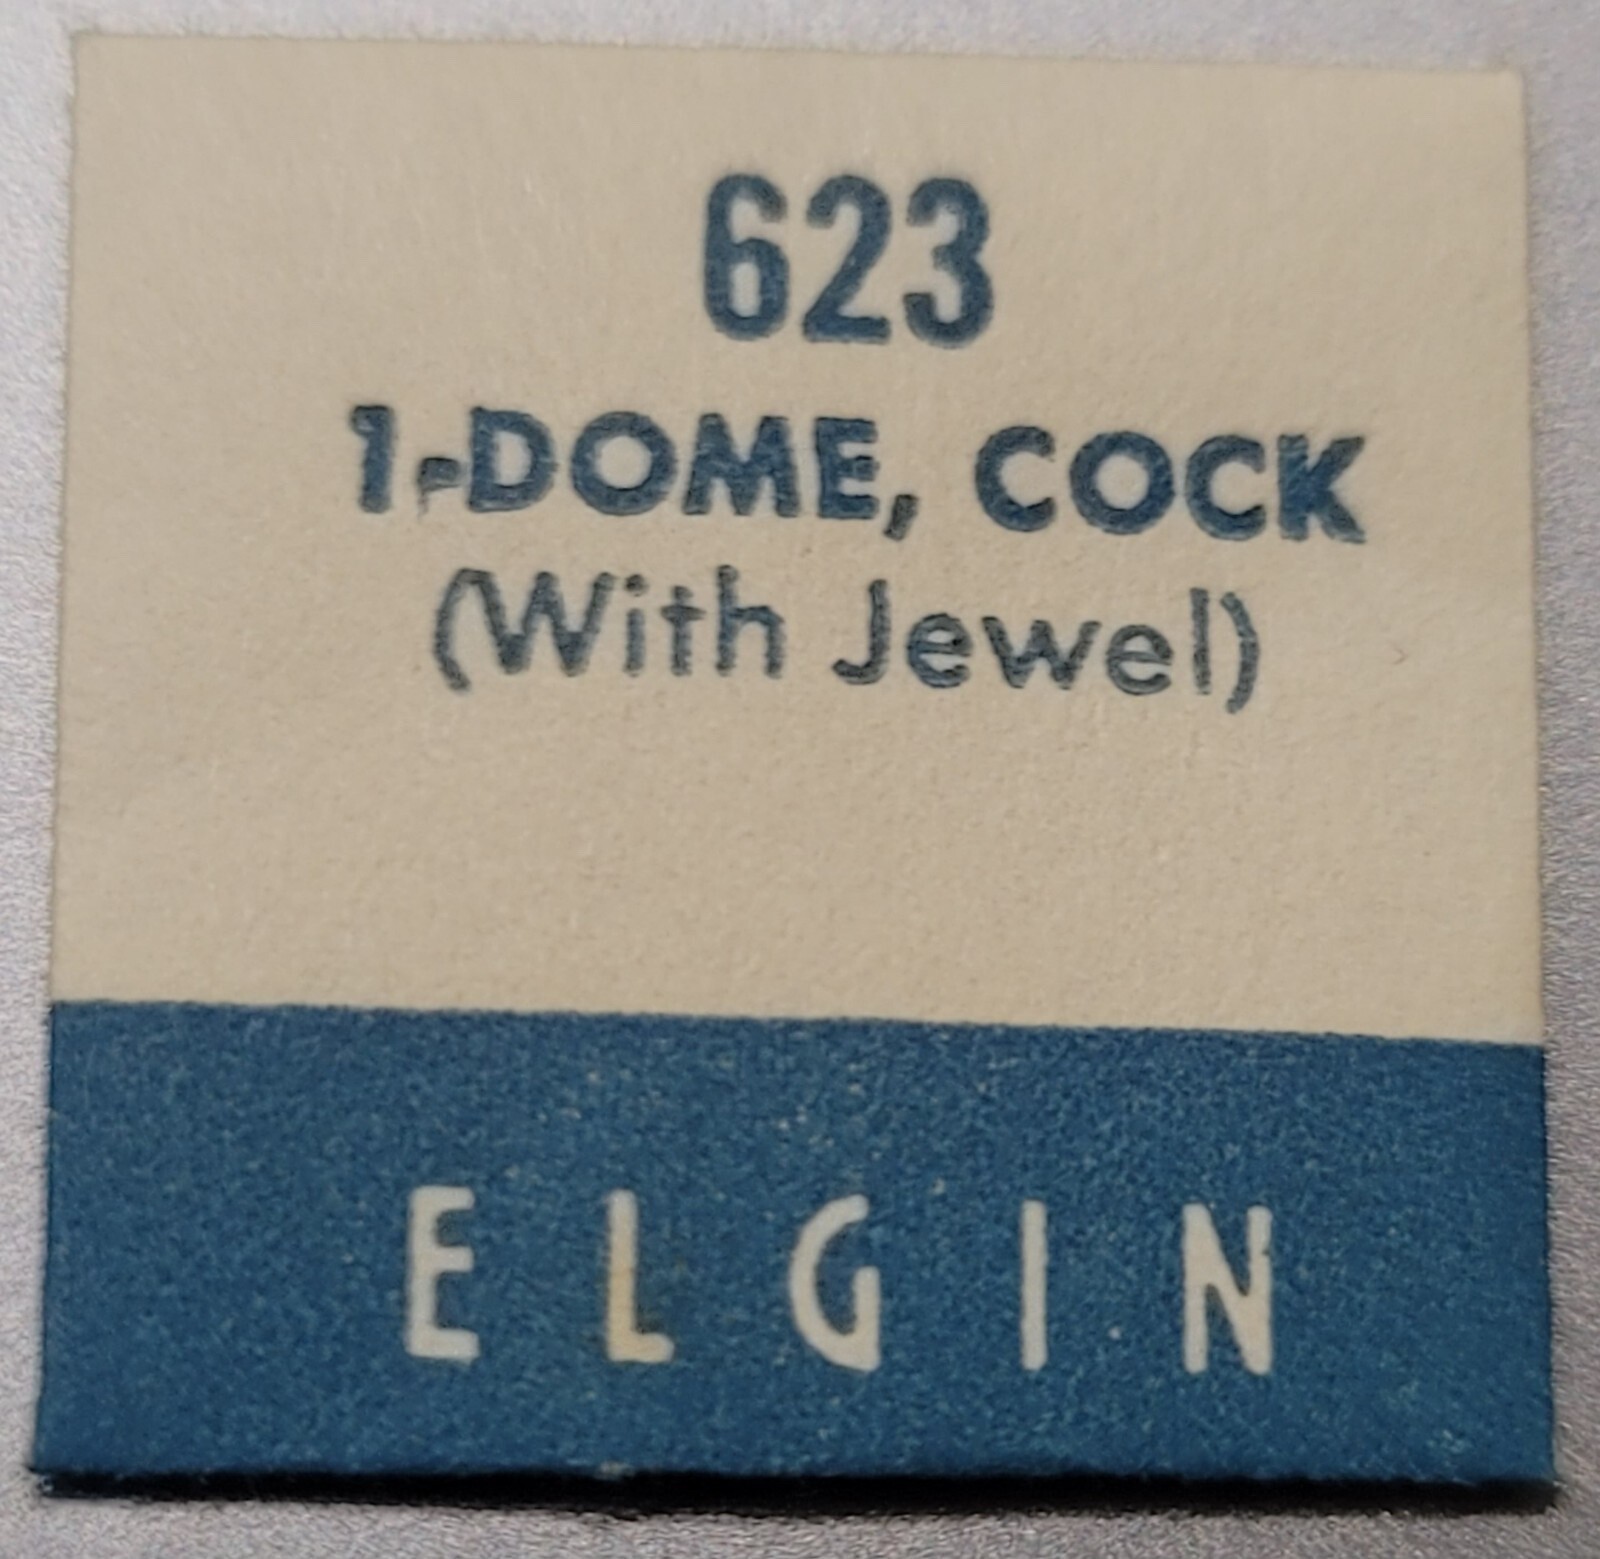 623
1-DOME, COCK
(With Jewel)
ELGIN